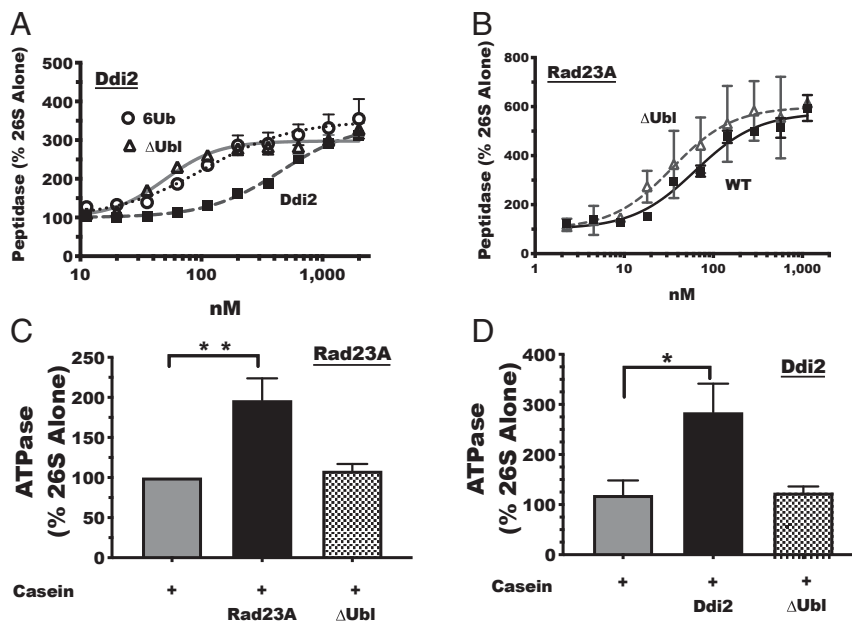 A
Peptidase (% 26S Alone)
500
400
300
200
100
0
Ddi2
6Ub
ΔUbl
Ddi2
10
100
1,000
nM
B
Peptidase (% 26S Alone)
800
600
400
200
0
Rad23A
ΔUbl
WT
1
10
100
1,000
nM
C
ATPase
(% 26S Alone)
250
200
150
100
50
0
* *
Rad23A
Casein + + +
Rad23A ΔUbl
D
ATPase
(% 26S Alone)
400
300
200
100
0
*
Ddi2
Casein + + +
Ddi2 ΔUbl